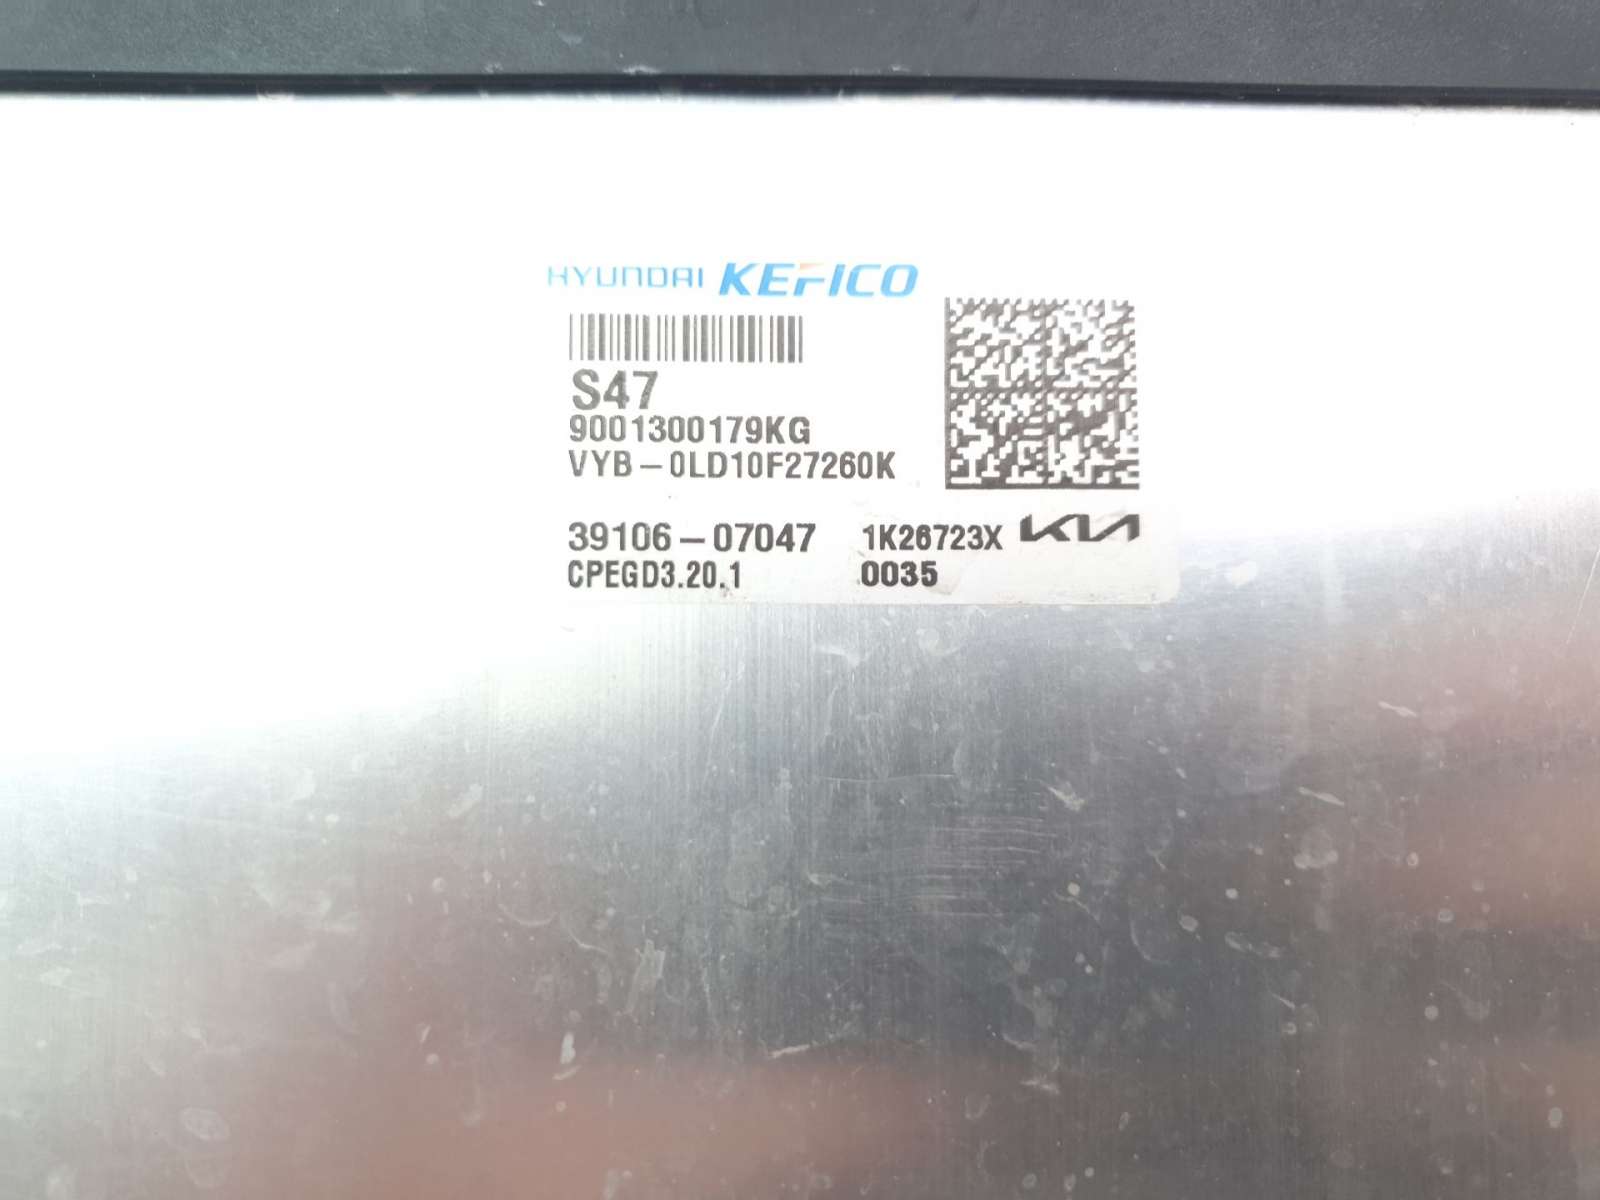 HYUNDAI KEFICO
S47
9001300179KG
VYB-0LD10F27260K
39106-07047 1K26723X KIA
CPEGD3.20.1 0035